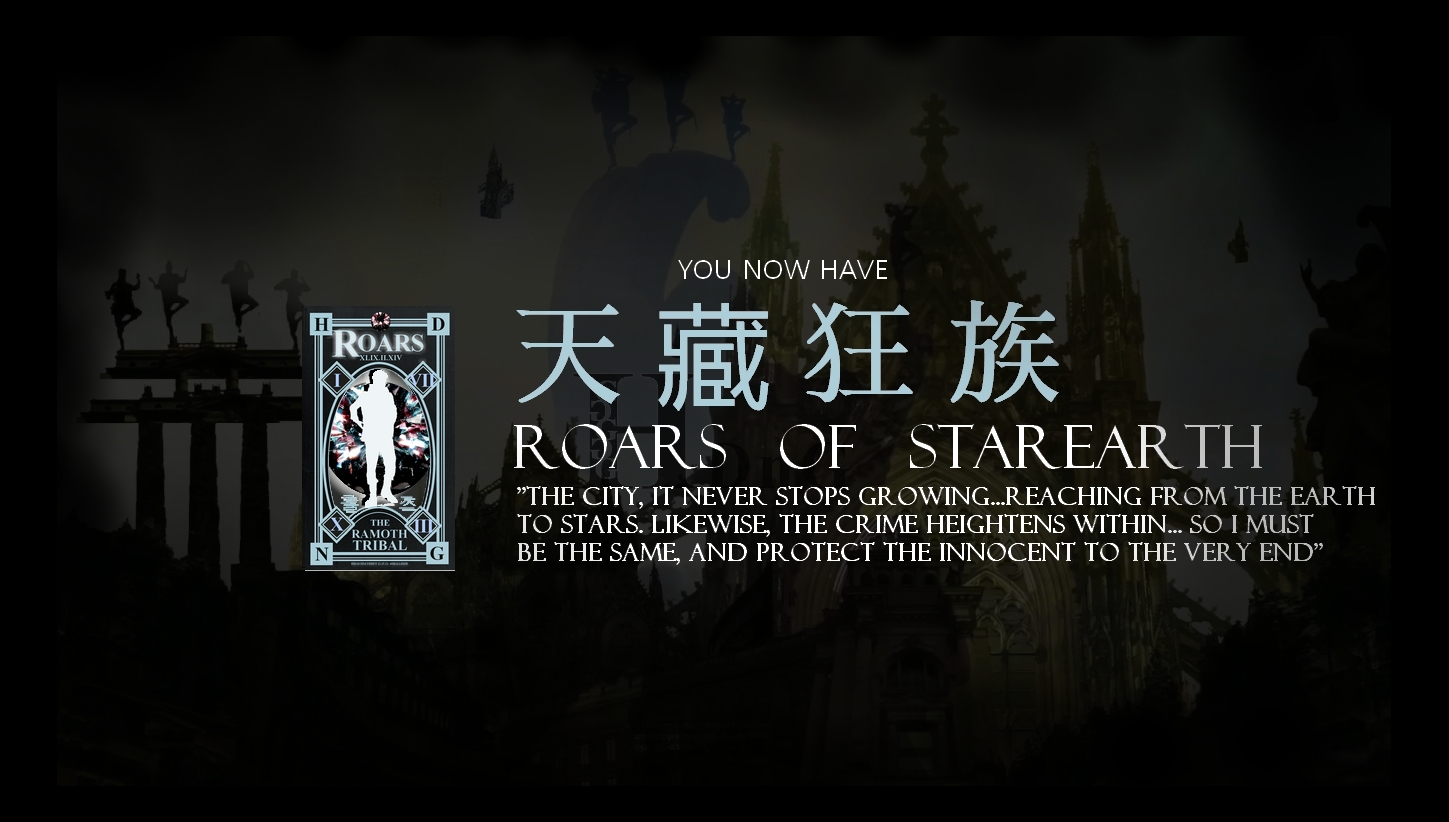 YOU NOW HAVE
天藏狂族
ROARS OF STAREARTH
"THE CITY, IT NEVER STOPS GROWING...REACHING FROM THE EARTH
TO STARS. LIKEWISE, THE CRIME HEIGHTENS WITHIN... SO I MUST
BE THE SAME, AND PROTECT THE INNOCENT TO THE VERY END"
H D
ROARS
XLIX.II.XIV
I VII
X III
THE
RAMOTH
TRIBAL
N G